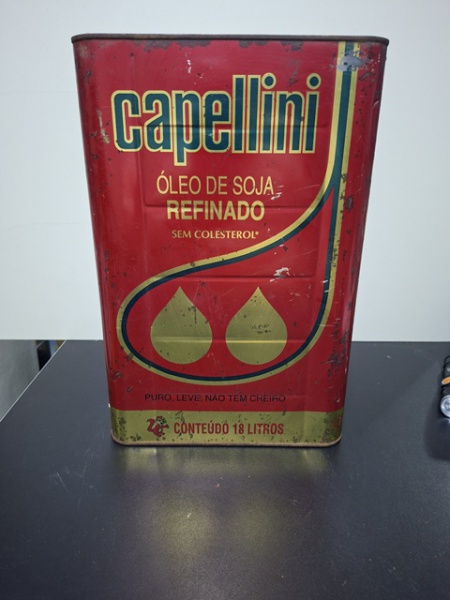 capellini
ÓLEO DE SOJA
REFINADO
SEM COLESTEROL*
PURO, LEVE, NÃO TEM CHEIRO
CONTEÚDO 18 LITROS